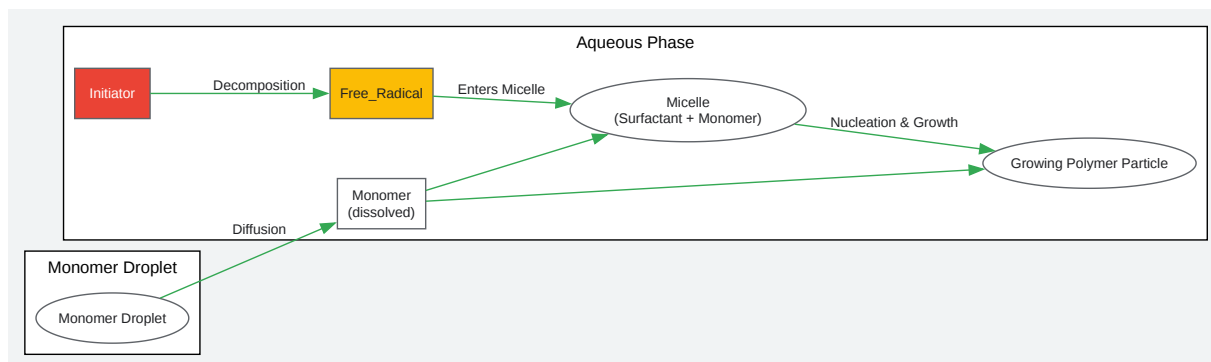 Aqueous Phase
Initiator
Decomposition
Free_Radical
Enters Micelle
Micelle
(Surfactant + Monomer)
Nucleation & Growth
Growing Polymer Particle
Monomer
(dissolved)
Diffusion
Monomer Droplet
Monomer Droplet